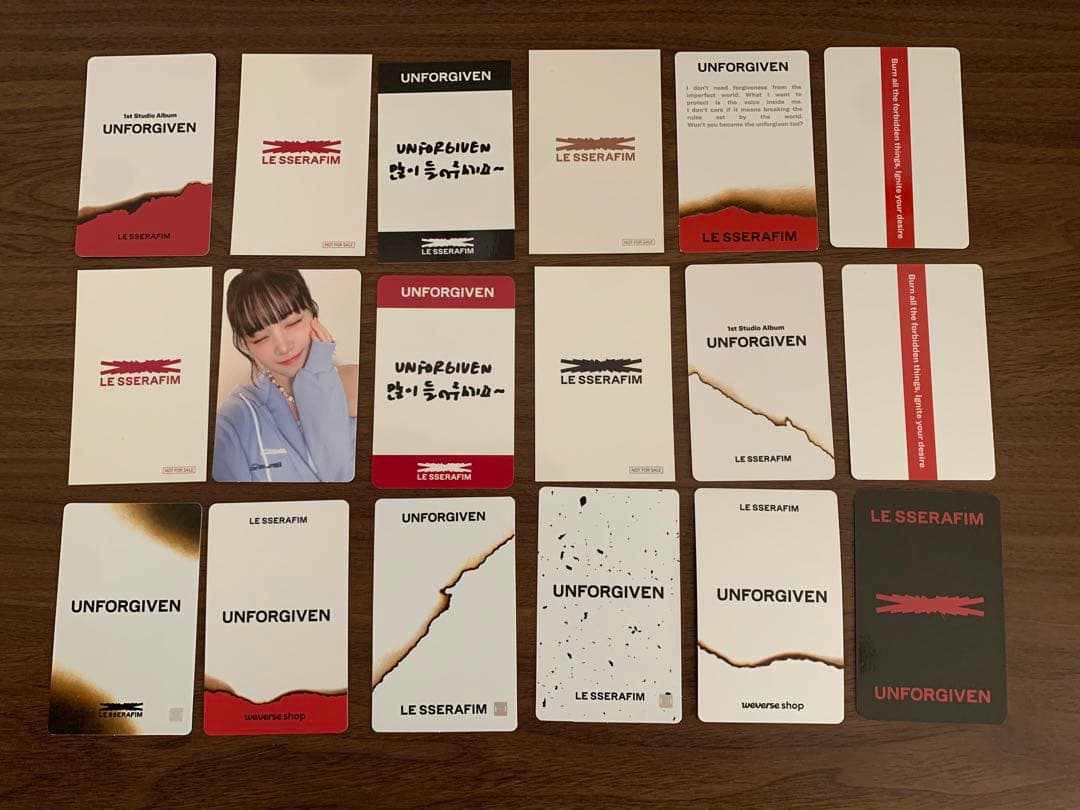 1st Studio Album
UNFORGIVEN
LE SSERAFIM
LE SSERAFIM
NOT FOR SALE
UNFORGIVEN
UNFORGIVEN
많이 들어주세요~
LE SSERAFIM
LE SSERAFIM
NOT FOR SALE
UNFORGIVEN
I don't need forgiveness from the
imperfect world. What I want to
protect is the voice inside me.
I don't care if it means breaking the
rules set by the world.
Won't you become the unforgiven too?
LE SSERAFIM
Burn all the forbidden things, Ignite your desire
LE SSERAFIM
NOT FOR SALE
UNFORGIVEN
UNFORGIVEN
많이 들어주세요~
LE SSERAFIM
LE SSERAFIM
NOT FOR SALE
1st Studio Album
UNFORGIVEN
LE SSERAFIM
Burn all the forbidden things, Ignite your desire
UNFORGIVEN
LE SSERAFIM
LE SSERAFIM
UNFORGIVEN
weverse shop
UNFORGIVEN
LE SSERAFIM
UNFORGIVEN
LE SSERAFIM
LE SSERAFIM
UNFORGIVEN
weverse shop
LE SSERAFIM
UNFORGIVEN